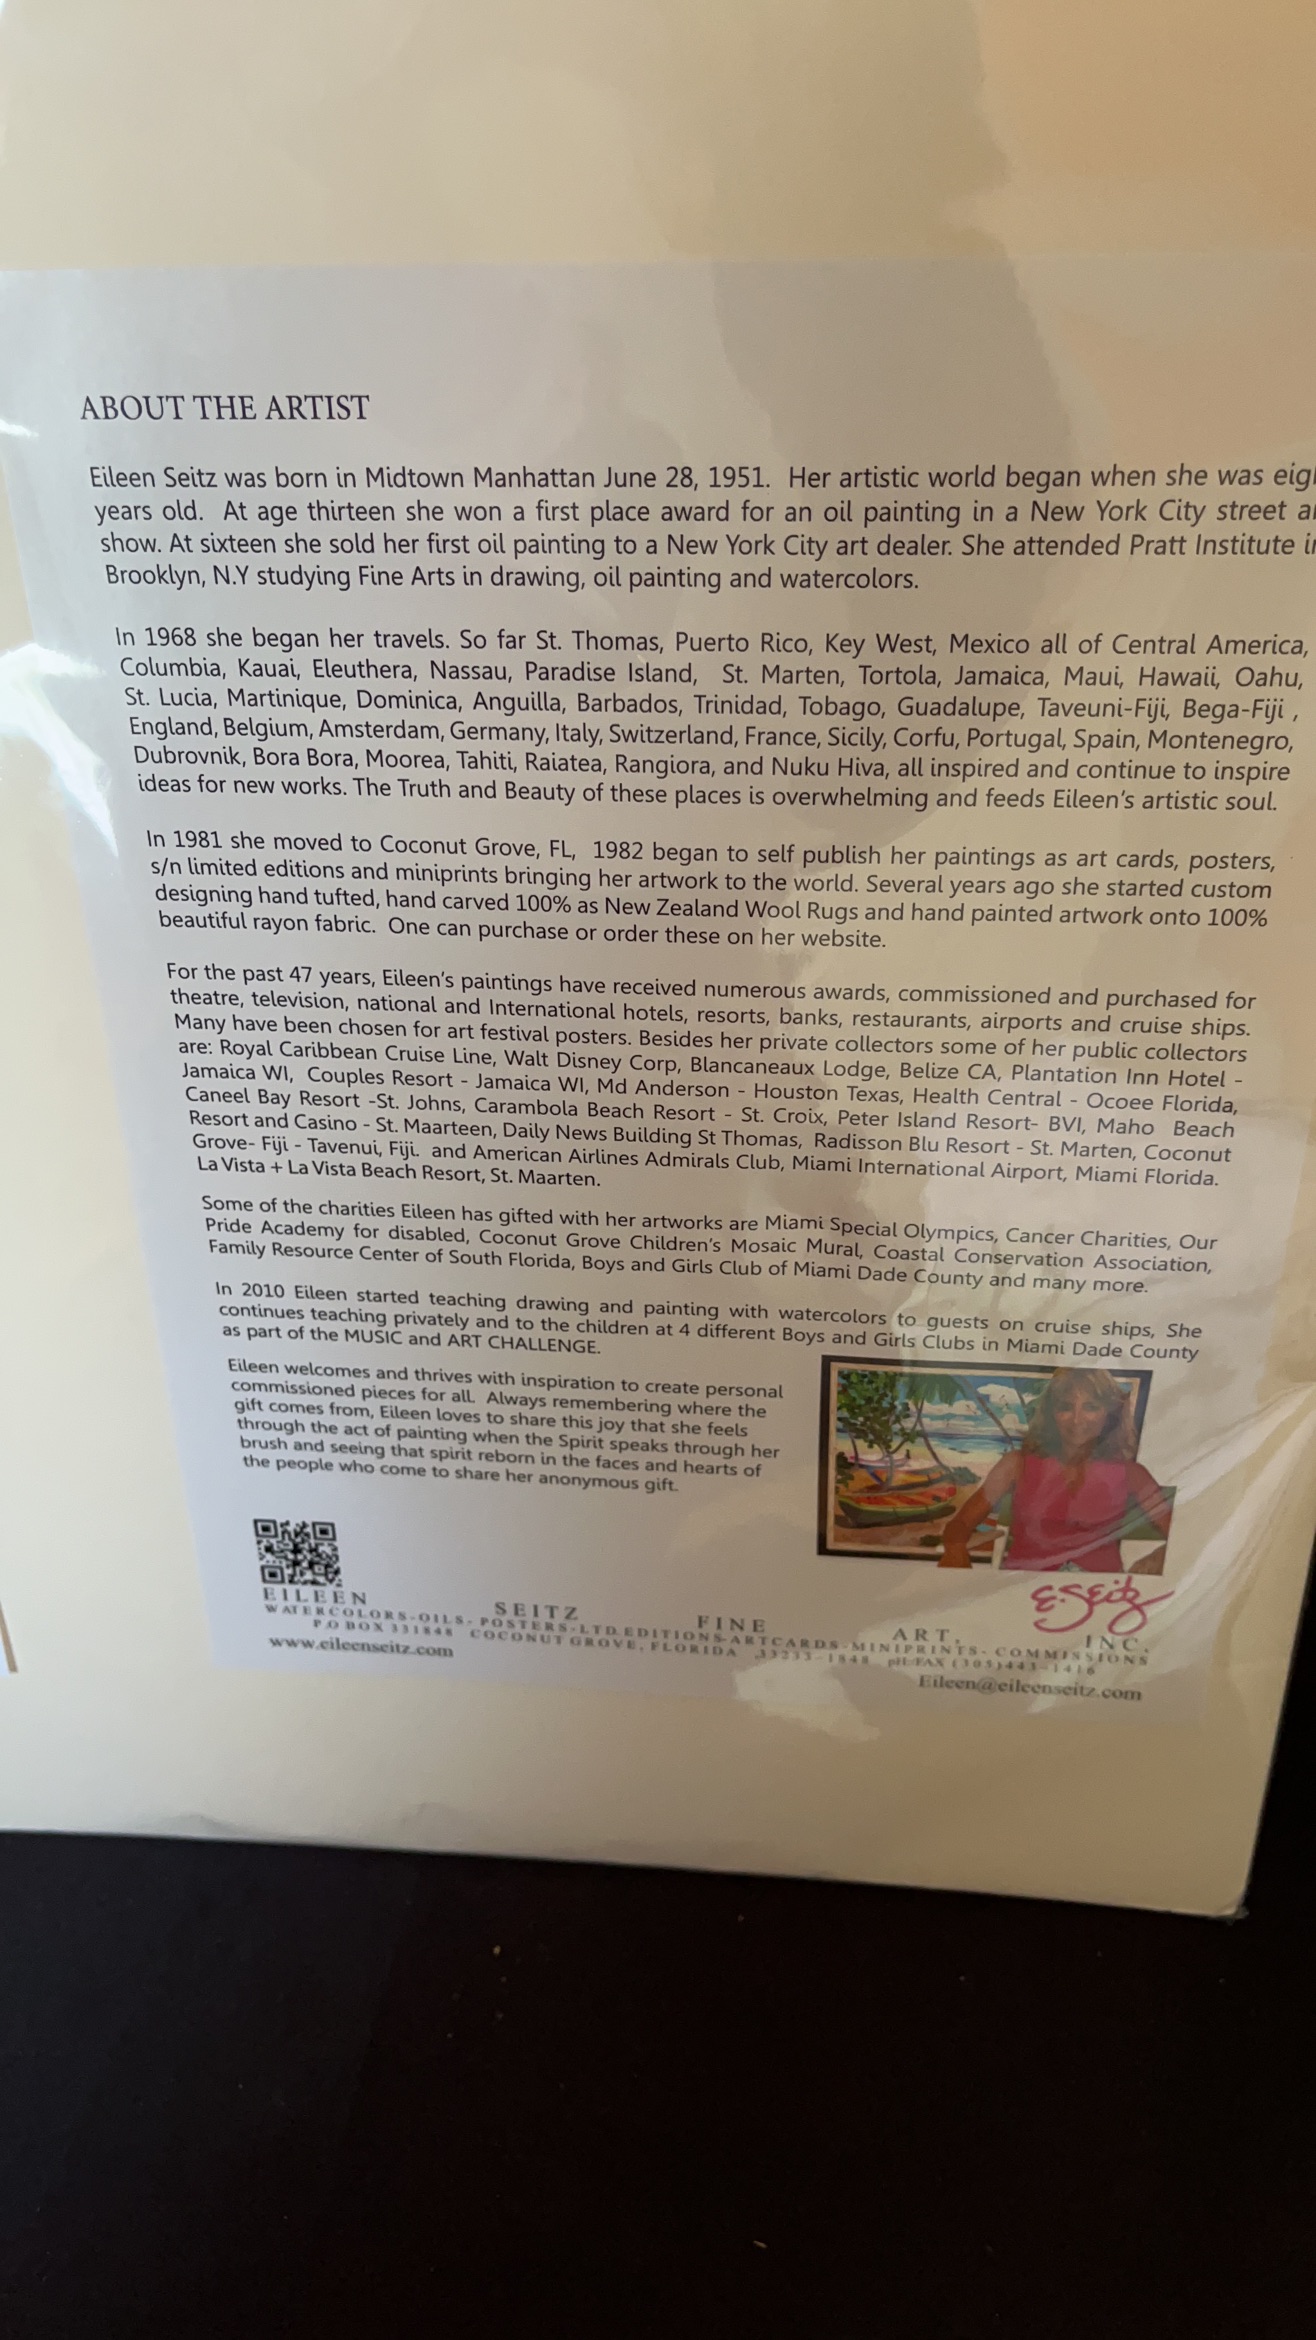 ABOUT THE ARTIST
Eileen Seitz was born in Midtown Manhattan June 28, 1951. Her artistic world began when she was eig
years old. At age thirteen she won a first place award for an oil painting in a New York City street a
show. At sixteen she sold her first oil painting to a New York City art dealer. She attended Pratt Institute i
Brooklyn, N.Y studying Fine Arts in drawing, oil painting and watercolors.
In 1968 she began her travels. So far St. Thomas, Puerto Rico, Key West, Mexico all of Central America,
Columbia, Kauai, Eleuthera, Nassau, Paradise Island, St. Marten, Tortola, Jamaica, Maui, Hawaii, Oahu,
St. Lucia, Martinique, Dominica, Anguilla, Barbados, Trinidad, Tobago, Guadalupe, Taveuni-Fiji, Bega-Fiji ,
England, Belgium, Amsterdam, Germany, Italy, Switzerland, France, Sicily, Corfu, Portugal, Spain, Montenegro,
Dubrovnik, Bora Bora, Moorea, Tahiti, Raiatea, Rangiora, and Nuku Hiva, all inspired and continue to inspire
ideas for new works. The Truth and Beauty of these places is overwhelming and feeds Eileen's artistic soul.
In 1981 she moved to Coconut Grove, FL, 1982 began to self publish her paintings as art cards, posters,
s/n limited editions and miniprints bringing her artwork to the world. Several years ago she started custom
designing hand tufted, hand carved 100% as New Zealand Wool Rugs and hand painted artwork onto 100%
beautiful rayon fabric. One can purchase or order these on her website.
For the past 47 years, Eileen's paintings have received numerous awards, commissioned and purchased for
theatre, television, national and International hotels, resorts, banks, restaurants, airports and cruise ships.
Many have been chosen for art festival posters. Besides her private collectors some of her public collectors
are: Royal Caribbean Cruise Line, Walt Disney Corp, Blancaneaux Lodge, Belize CA, Plantation Inn Hotel -
Jamaica WI, Couples Resort - Jamaica WI, Md Anderson - Houston Texas, Health Central - Ocoee Florida,
Caneel Bay Resort -St. Johns, Carambola Beach Resort - St. Croix, Peter Island Resort- BVI, Maho Beach
Resort and Casino - St. Maarteen, Daily News Building St Thomas, Radisson Blu Resort - St. Marten, Coconut
Grove- Fiji - Tavenui, Fiji. and American Airlines Admirals Club, Miami International Airport, Miami Florida.
La Vista + La Vista Beach Resort, St. Maarten.
Some of the charities Eileen has gifted with her artworks are Miami Special Olympics, Cancer Charities, Our
Pride Academy for disabled, Coconut Grove Children's Mosaic Mural, Coastal Conservation Association,
Family Resource Center of South Florida, Boys and Girls Club of Miami Dade County and many more.
In 2010 Eileen started teaching drawing and painting with watercolors to guests on cruise ships, She
continues teaching privately and to the children at 4 different Boys and Girls Clubs in Miami Dade County
as part of the MUSIC and ART CHALLENGE.
Eileen welcomes and thrives with inspiration to create personal
commissioned pieces for all. Always remembering where the
gift comes from, Eileen loves to share this joy that she feels
through the act of painting when the Spirit speaks through her
brush and seeing that spirit reborn in the faces and hearts of
the people who come to share her anonymous gift.
E. Seitz
EILEEN SEITZ FINE ART, INC.
WATERCOLORS-OILS- POSTERS-LTD.EDITIONS-ARTCARDS-MINIPRINTS- COMMISSIONS
P.O BOX 331848 COCONUT GROVE, FLORIDA 33233-1848 pH/FAX (305)443-1416
www.eileenseitz.com Eileen@eileenseitz.com